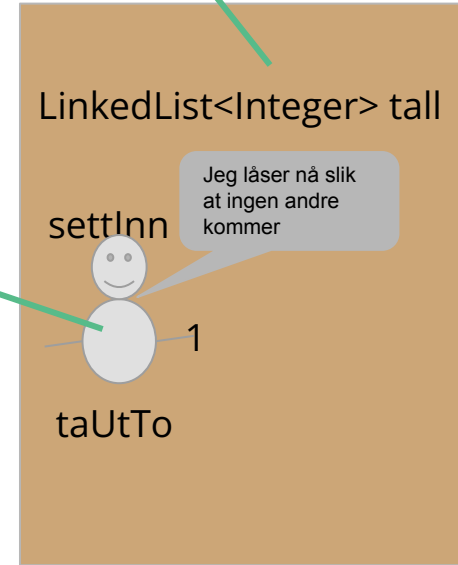 LinkedList<Integer> tall
Jeg låser nå slik
at ingen andre
kommer
settInn
1
taUtTo